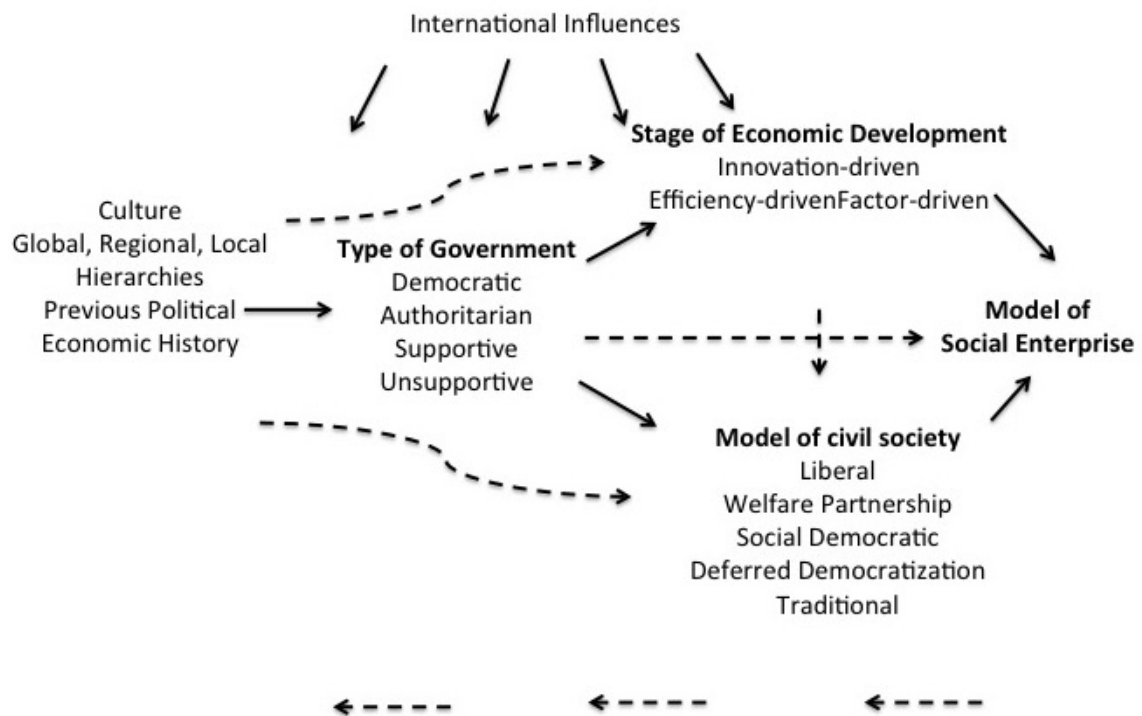 International Influences
Stage of Economic Development
Innovation-driven
Efficiency-drivenFactor-driven
Culture
Global, Regional, Local
Hierarchies
Previous Political
Economic History
Type of Government
Democratic
Authoritarian
Supportive
Unsupportive
Model of
Social Enterprise
Model of civil society
Liberal
Welfare Partnership
Social Democratic
Deferred Democratization
Traditional